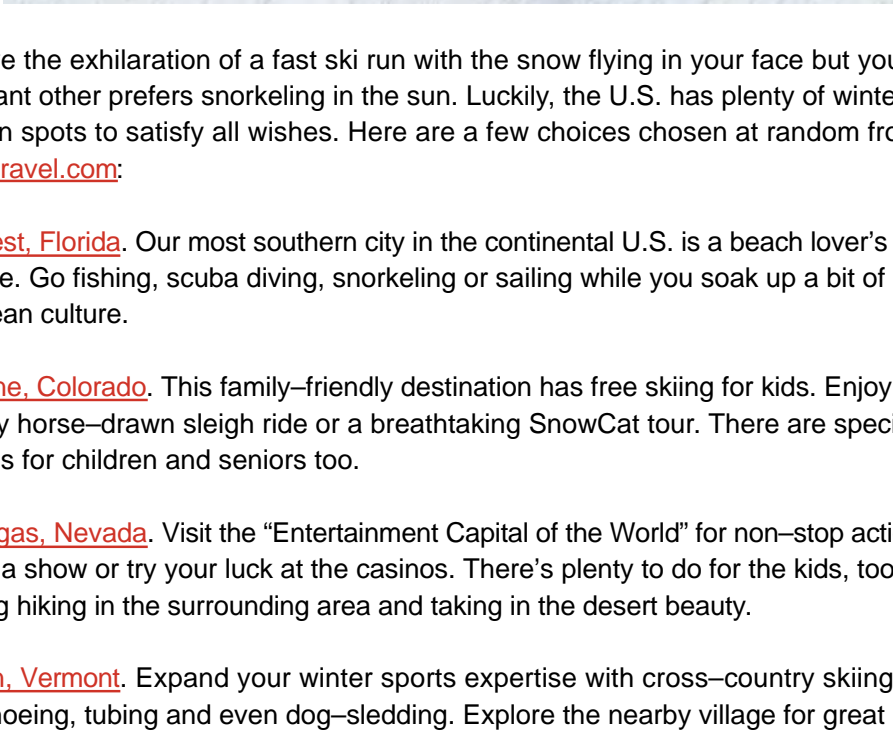 e the exhilaration of a fast ski run with the snow flying in your face but you
ant other prefers snorkeling in the sun. Luckily, the U.S. has plenty of winte
n spots to satisfy all wishes. Here are a few choices chosen at random fro
ravel.com:
est, Florida. Our most southern city in the continental U.S. is a beach lover’s
e. Go fishing, scuba diving, snorkeling or sailing while you soak up a bit of
ean culture.
ne, Colorado. This family–friendly destination has free skiing for kids. Enjoy
y horse–drawn sleigh ride or a breathtaking SnowCat tour. There are speci
s for children and seniors too.
gas, Nevada. Visit the “Entertainment Capital of the World” for non–stop acti
a show or try your luck at the casinos. There’s plenty to do for the kids, too
g hiking in the surrounding area and taking in the desert beauty.
n, Vermont. Expand your winter sports expertise with cross–country skiing,
oeing, tubing and even dog–sledding. Explore the nearby village for great